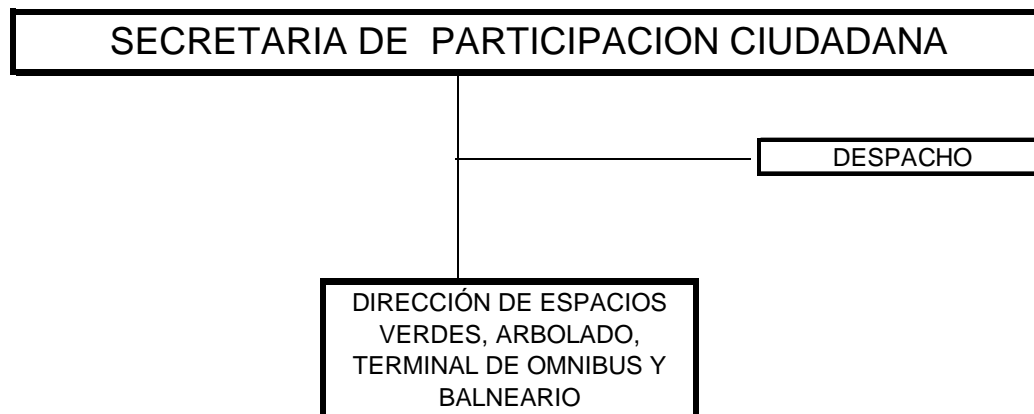 SECRETARIA DE PARTICIPACION CIUDADANA
DESPACHO
DIRECCIÓN DE ESPACIOS
VERDES, ARBOLADO,
TERMINAL DE OMNIBUS Y
BALNEARIO